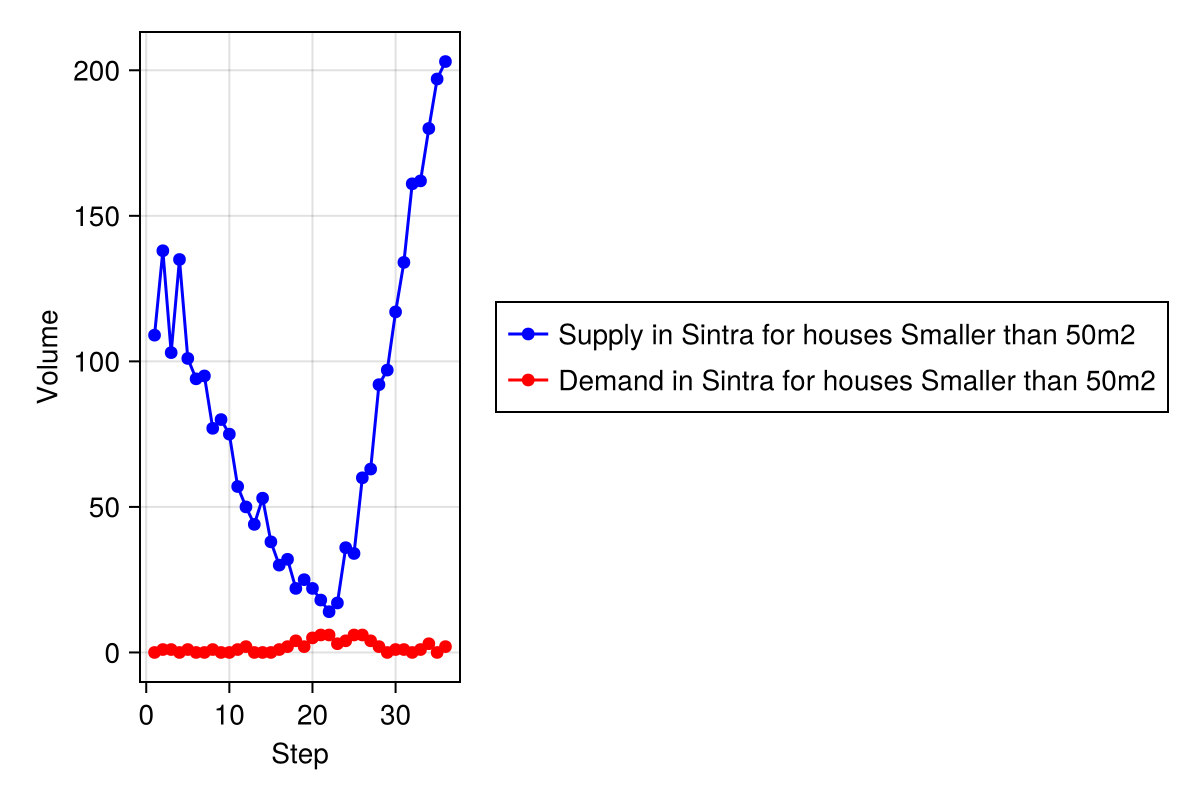 200
150
100
50
0
Volume
0 10 20 30
Step
Supply in Sintra for houses Smaller than 50m2
Demand in Sintra for houses Smaller than 50m2